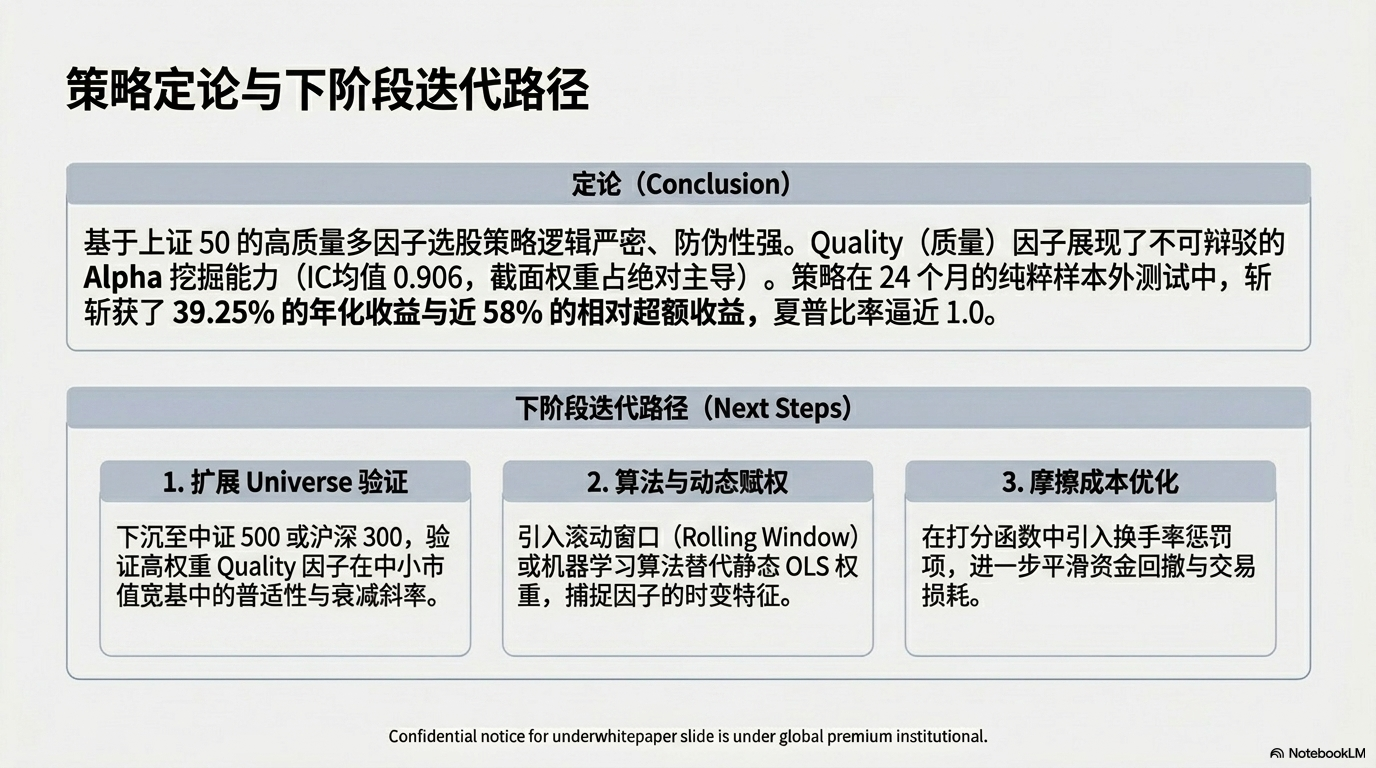 策略定论与下阶段迭代路径
定论（Conclusion）
基于上证 50 的高质量多因子选股策略逻辑严密、防伪性强。Quality（质量）因子展现了不可辩驳的
Alpha 挖掘能力（IC均值 0.906，截面权重占绝对主导）。策略在 24 个月的纯粹样本外测试中，斩
斩获了 39.25% 的年化收益与近 58% 的相对超额收益，夏普比率逼近 1.0。
下阶段迭代路径（Next Steps）
1. 扩展 Universe 验证
下沉至中证 500 或沪深 300，验
证高权重 Quality 因子在中小市
值宽基中的普适性与衰减斜率。
2. 算法与动态赋权
引入滚动窗口（Rolling Window）
或机器学习算法替代静态 OLS 权
重，捕捉因子的时变特征。
3. 摩擦成本优化
在打分函数中引入换手率惩罚
项，进一步平滑资金回撤与交易
损耗。
Confidential notice for underwhitepaper slide is under global premium institutional.
NotebookLM